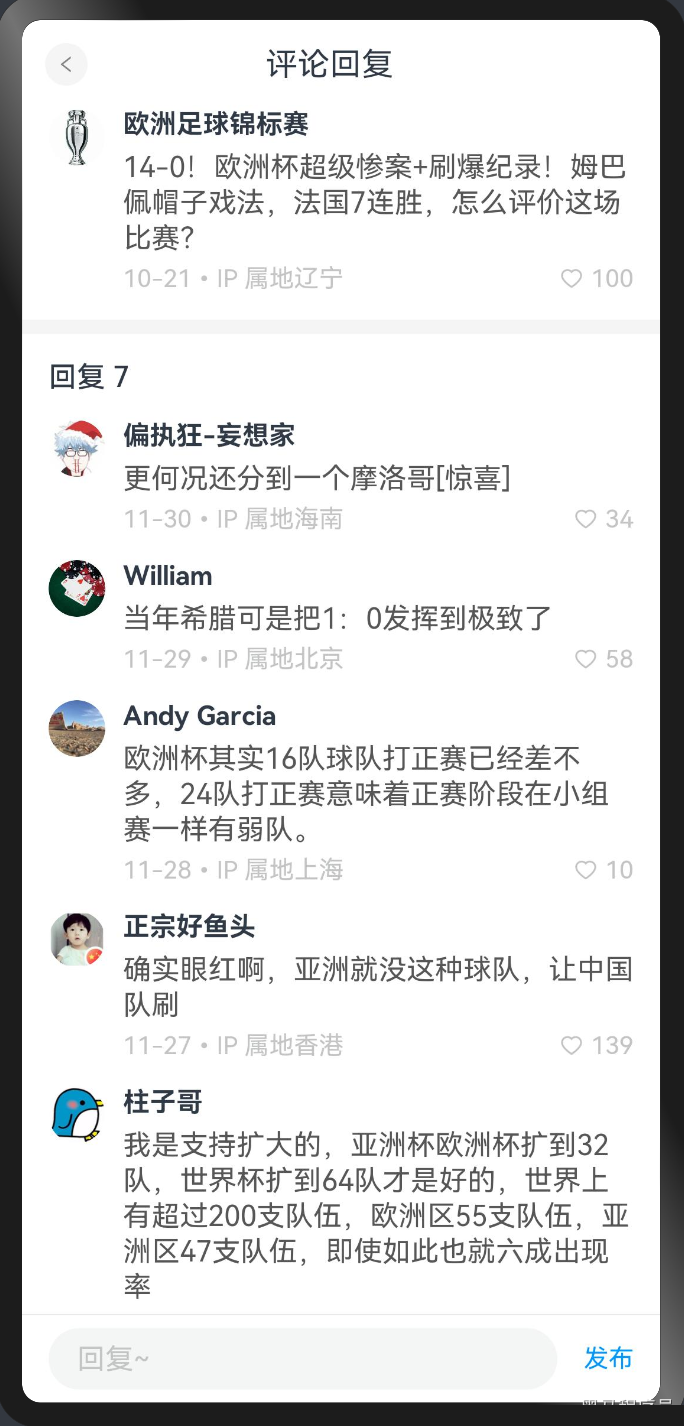 评论回复
欧洲足球锦标赛
14-0！欧洲杯超级惨案+刷爆纪录！姆巴
佩帽子戏法，法国7连胜，怎么评价这场
比赛？
10-21 • IP 属地辽宁
100
回复 7
偏执狂-妄想家
更何况还分到一个摩洛哥[惊喜]
11-30 • IP 属地海南
34
William
当年希腊可是把1：0发挥到极致了
11-29 • IP 属地北京
58
Andy Garcia
欧洲杯其实16队球队打正赛已经差不
多，24队打正赛意味着正赛阶段在小组
赛一样有弱队。
11-28 • IP 属地上海
10
正宗好鱼头
确实眼红啊，亚洲就没这种球队，让中国
队刷
11-27 • IP 属地香港
139
柱子哥
我是支持扩大的，亚洲杯欧洲杯扩到32
队，世界杯扩到64队才是好的，世界上
有超过200支队伍，欧洲区55支队伍，亚
洲区47支队伍，即使如此也就六成出现
率
回复~
发布